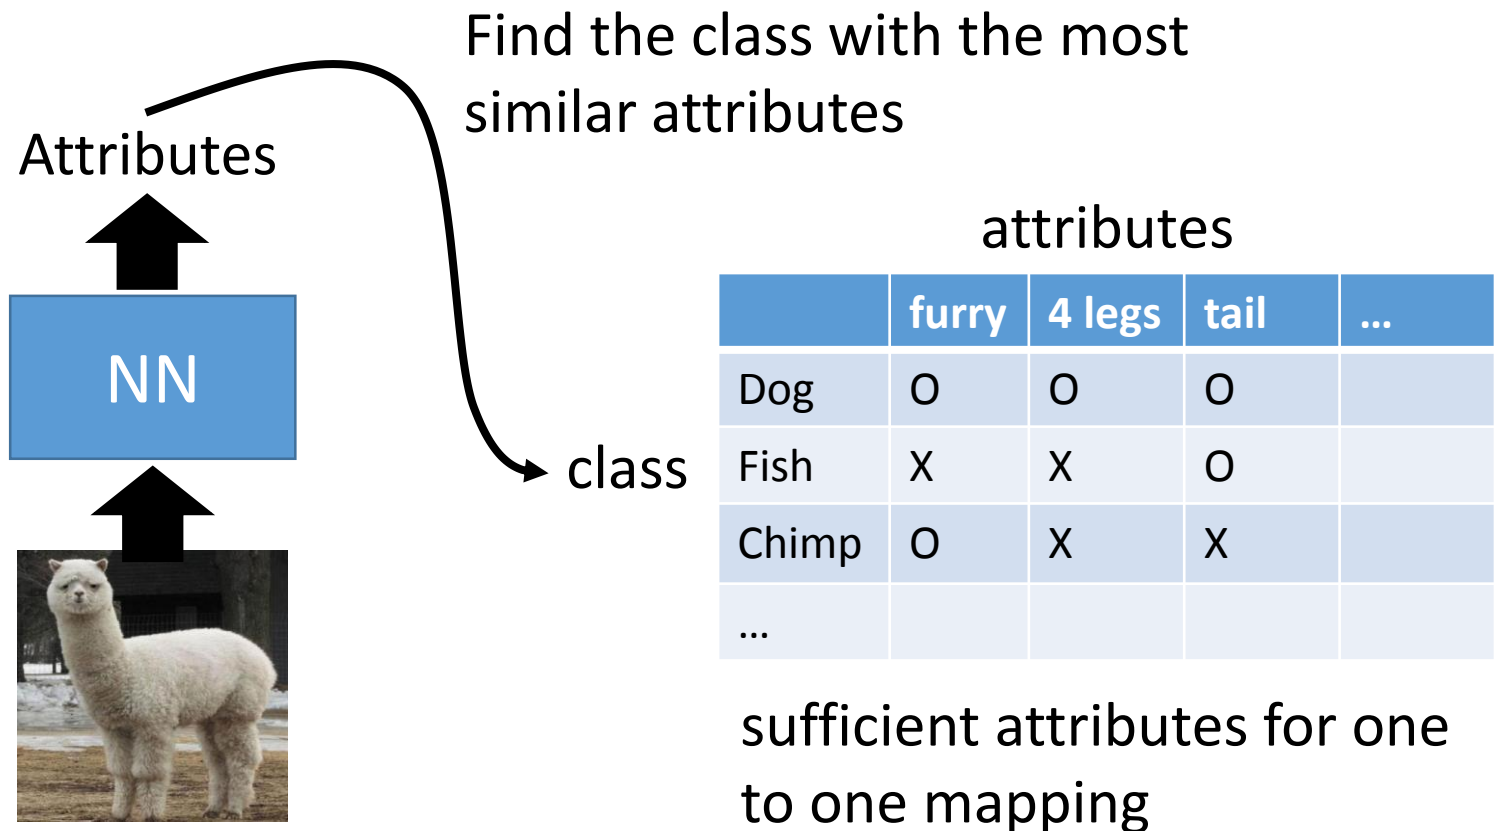 Find the class with the most
similar attributes
Attributes
NN
class
attributes
furry 4 legs tail ...
Dog O O O
Fish X X O
Chimp O X X
...
sufficient attributes for one
to one mapping